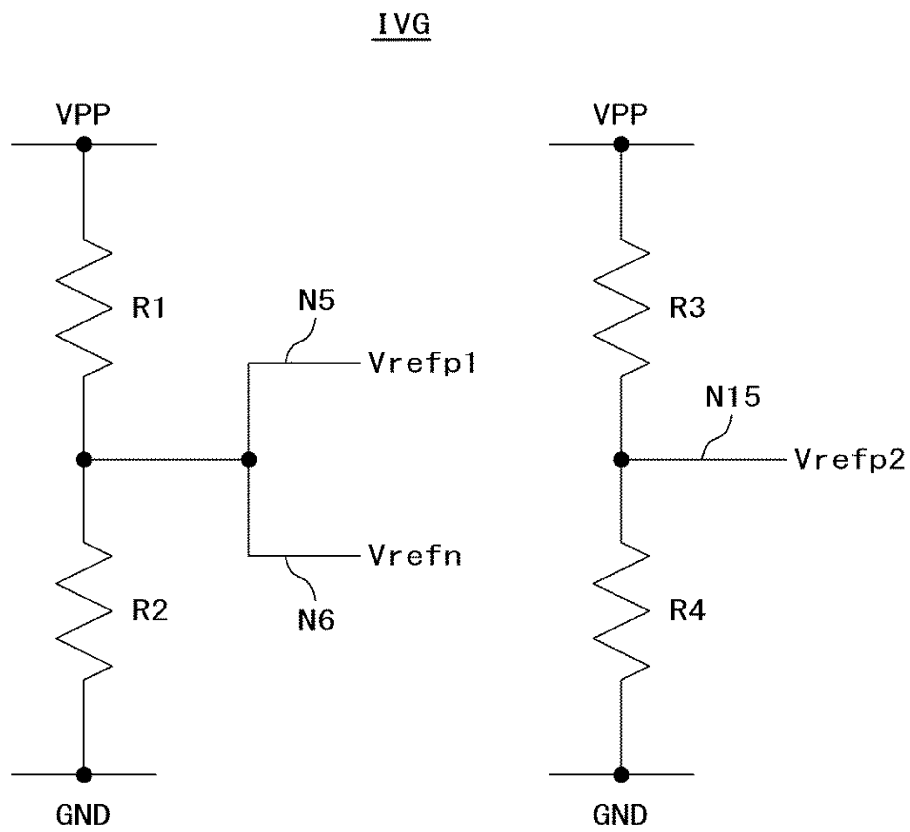 IVG
VPP
VPP
R1
R3
N5
Vrefp1
N15
Vrefp2
Vrefn
N6
R2
R4
GND
GND